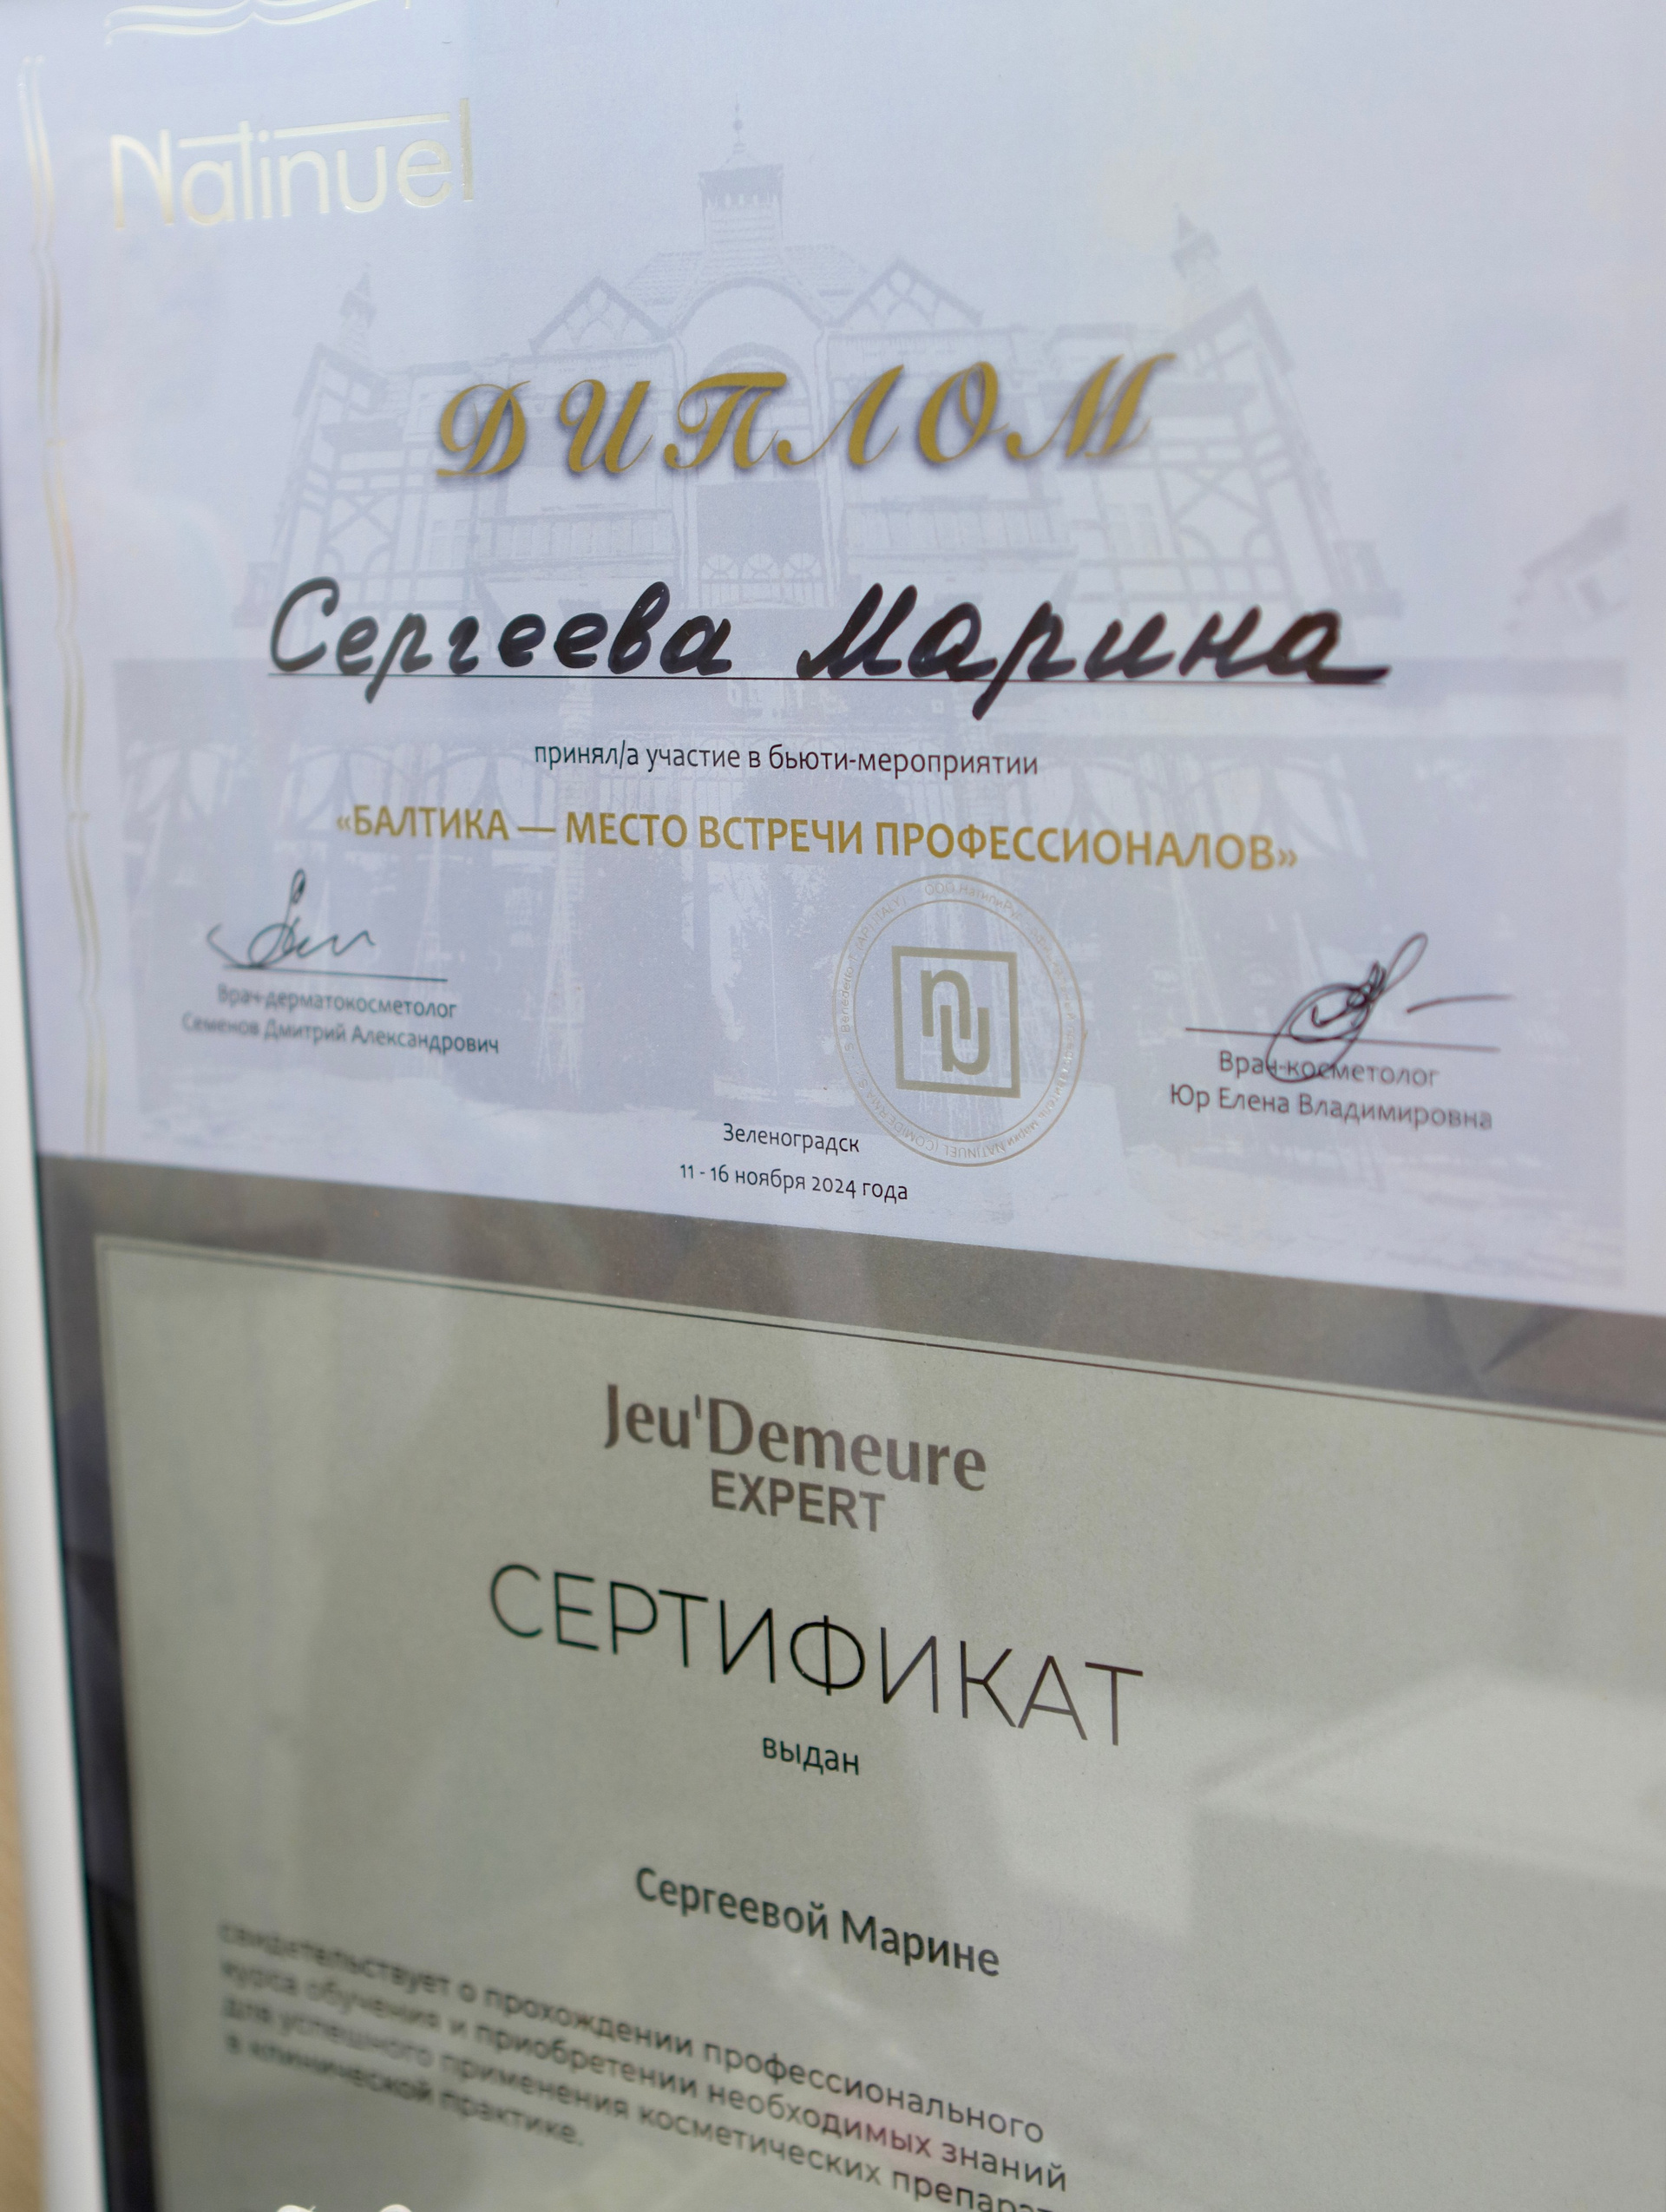 Natinuel
ДИПЛОМ
Сергеева Марина
принял/а участие в бьюти-мероприятии
«БАЛТИКА — МЕСТО ВСТРЕЧИ ПРОФЕССИОНАЛОВ»
Врач-дерматокосметолог
Семенов Дмитрий Александрович
Врач-косметолог
Юр Елена Владимировна
Зеленоградск
11 - 16 ноября 2024 года
Jeu'Demeure
EXPERT
СЕРТИФИКАТ
выдан
Сергеевой Марине
свидетельствует о прохождении профессионального
курса обучения и приобретении необходимых знаний
для успешного применения косметических
в клинической практике.